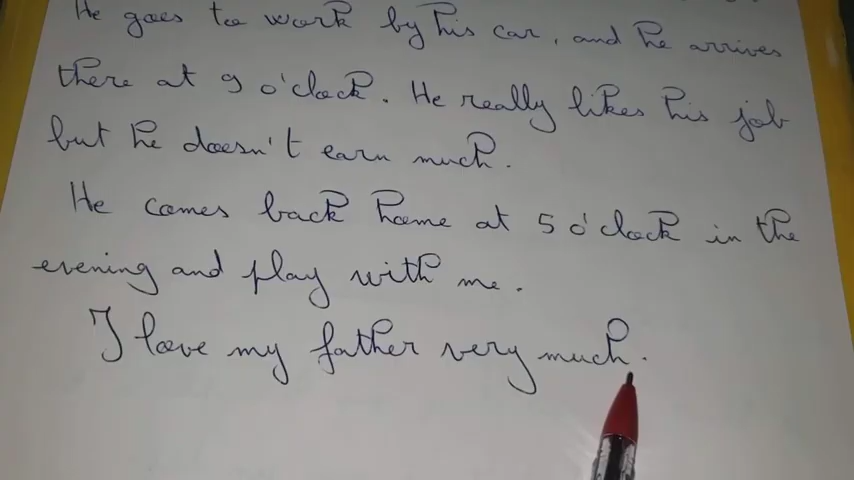 He goes to work by his car, and he arrives
there at 9 o'clock. He really likes his job
but he doesn't earn much.
He comes back home at 5 o'clock in the
evening and play with me.
I love my father very much.